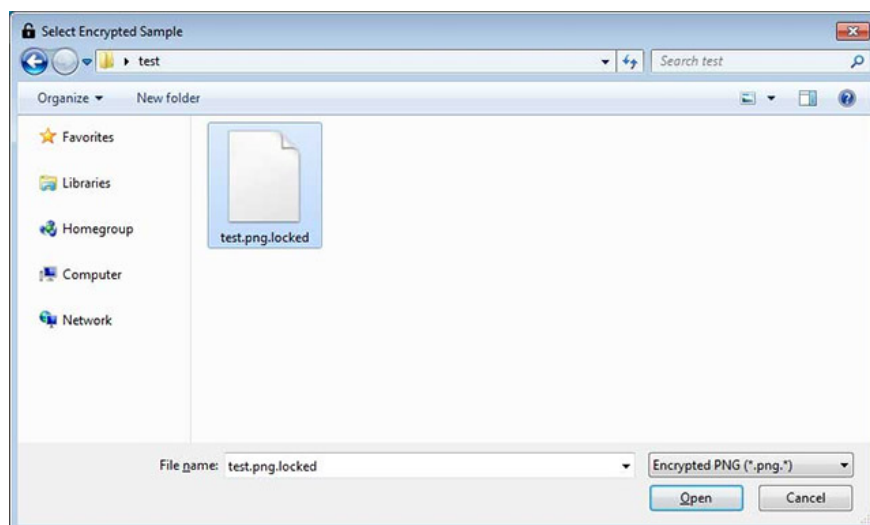 Select Encrypted Sample
test
Search test
Organize
New folder
Favorites
Libraries
Homegroup
Computer
Network
test.png.locked
File name: test.png.locked
Encrypted PNG (*.png.*)
Open
Cancel